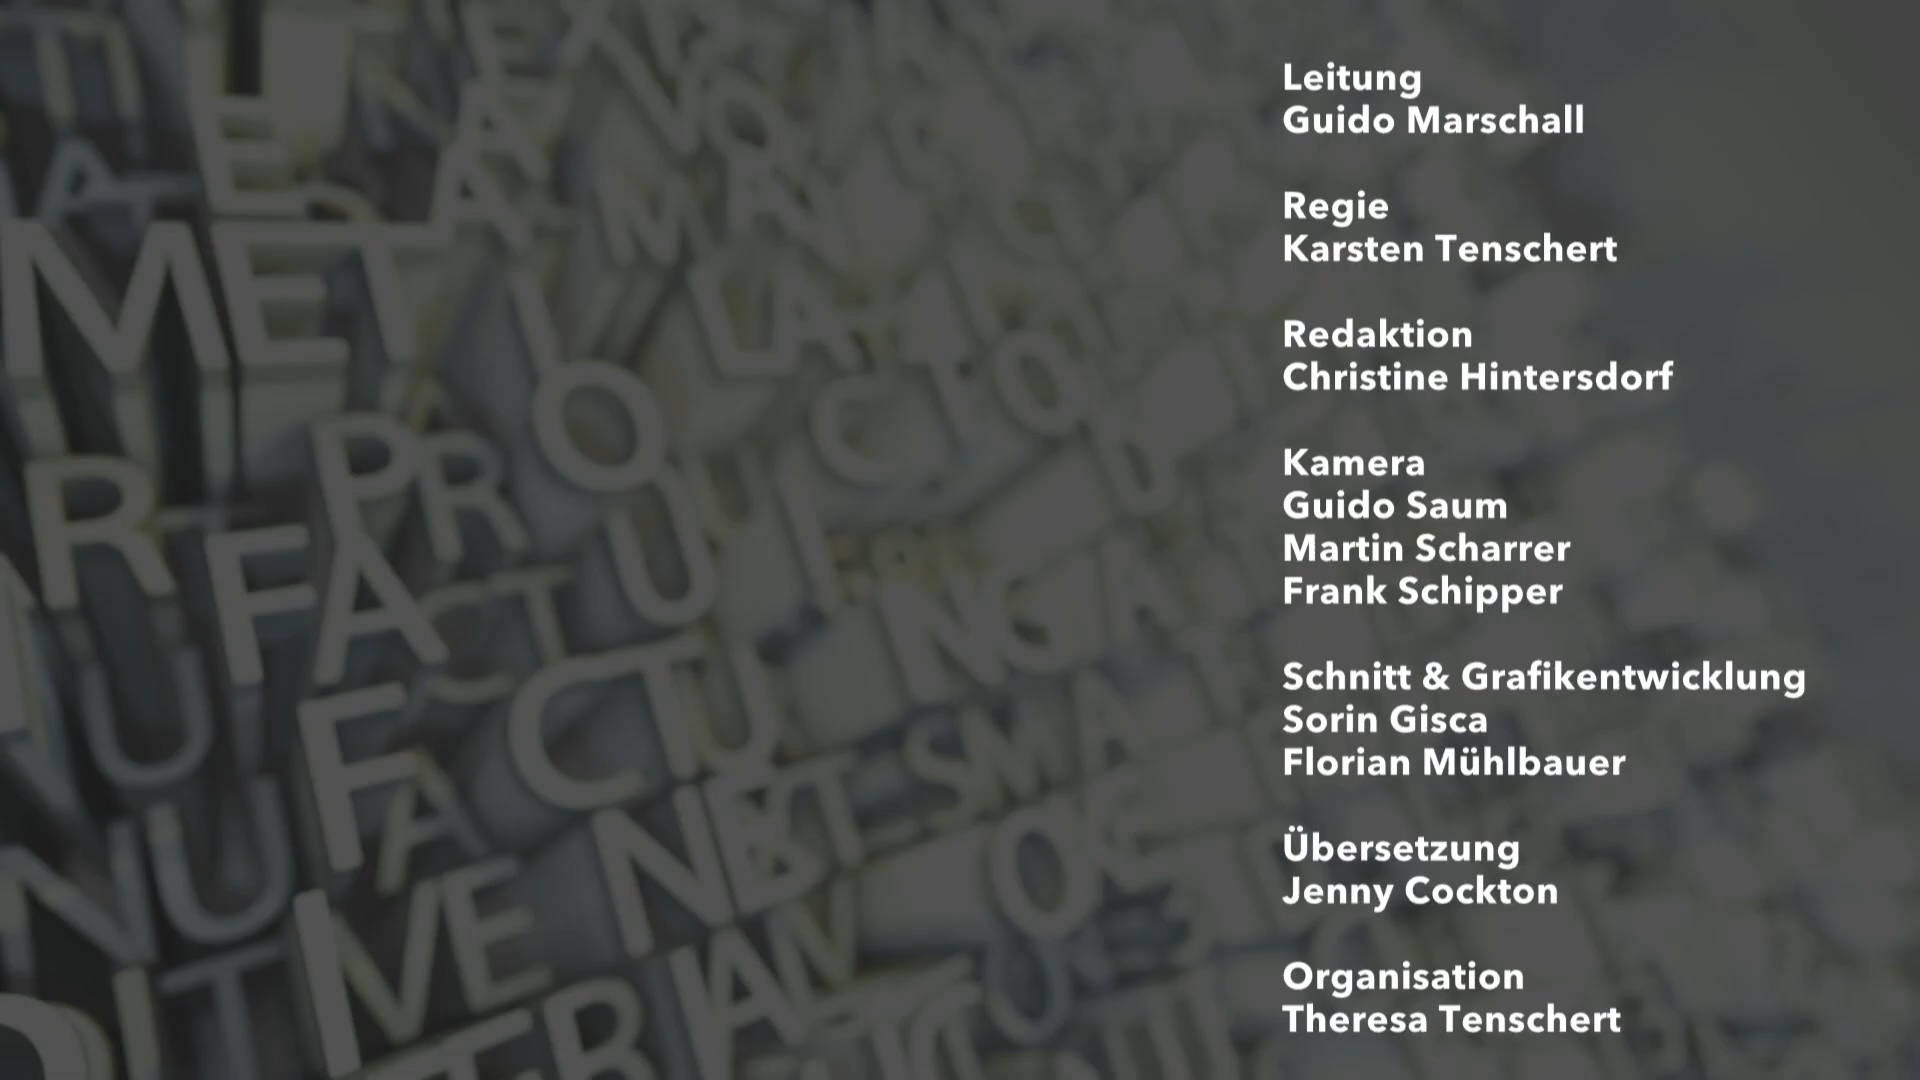 Leitung
Guido Marschall
Regie
Karsten Tenschert
Redaktion
Christine Hintersdorf
Kamera
Guido Saum
Martin Scharrer
Frank Schipper
Schnitt & Grafikentwicklung
Sorin Gisca
Florian Mühlbauer
Übersetzung
Jenny Cockton
Organisation
Theresa Tenschert